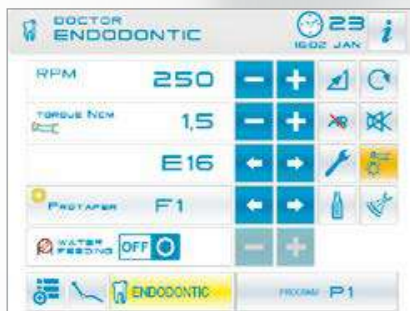 DOCTOR
ENDODONTIC
23
16:02 JAN
i
RPM 250 − +
TORQUE NCM 1,5 − + AR
E16
PROTAPER F1
WATER FEEDING OFF − +
ENDODONTIC PROGRAM P1